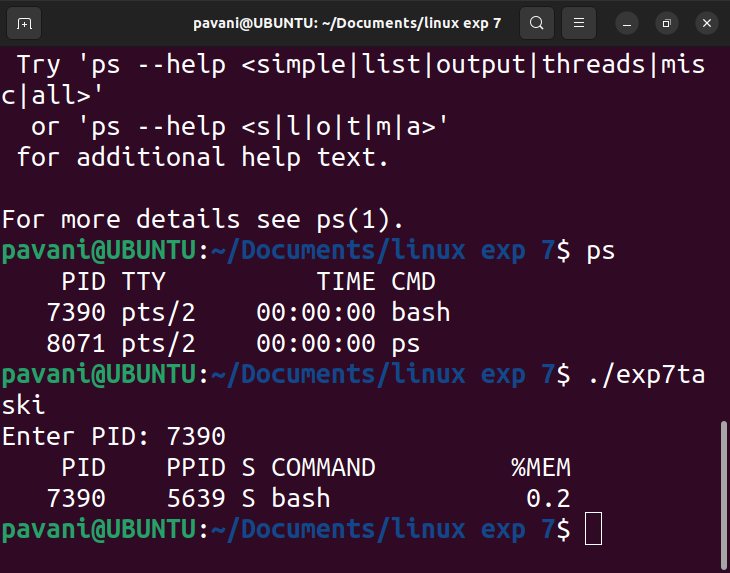 pavani@UBUNTU: ~/Documents/linux exp 7
Try 'ps --help <simple|list|output|threads|mis
c|all>'
or 'ps --help <s|l|o|t|m|a>'
for additional help text.
For more details see ps(1).
pavani@UBUNTU:~/Documents/linux exp 7$ ps
PID TTY          TIME CMD
7390 pts/2    00:00:00 bash
8071 pts/2    00:00:00 ps
pavani@UBUNTU:~/Documents/linux exp 7$ ./exp7ta
ski
Enter PID: 7390
PID    PPID S COMMAND         %MEM
7390    5639 S bash             0.2
pavani@UBUNTU:~/Documents/linux exp 7$